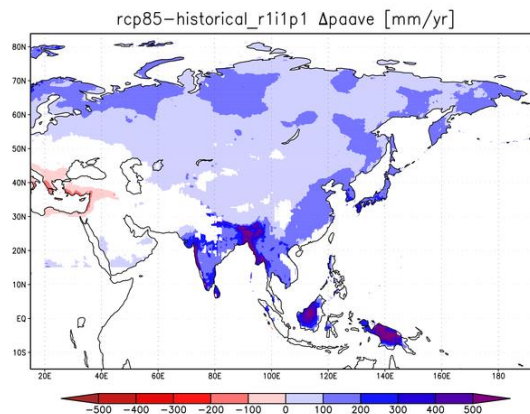 rcp85−historical_r1i1p1 Δpaave [mm/yr]
80N
70N
60N
50N
40N
30N
20N
10N
EQ
10S
20E 40E 60E 80E 100E 120E 140E 160E 180
−500 −400 −300 −200 −100 0 100 200 300 400 500